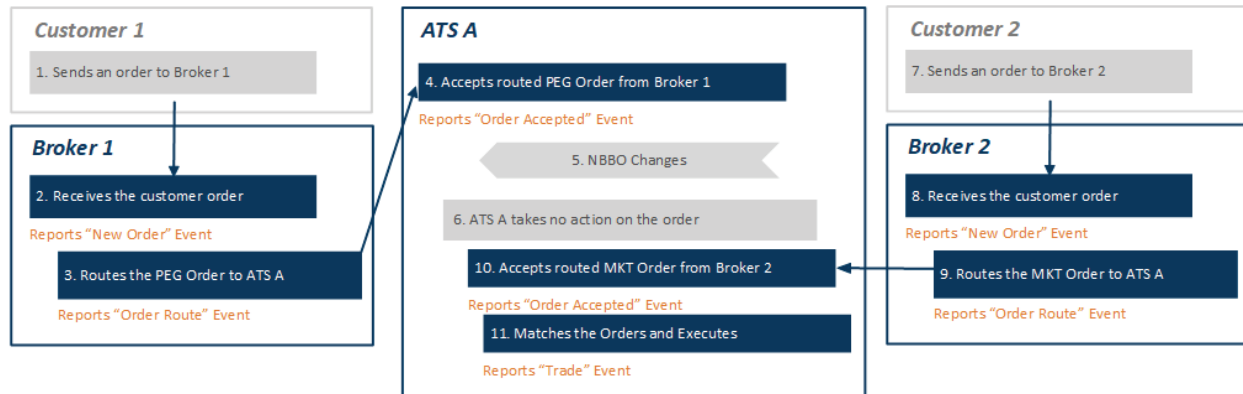 Customer 1
1. Sends an order to Broker 1
Broker 1
2. Receives the customer order
Reports "New Order" Event
3. Routes the PEG Order to ATS A
Reports "Order Route" Event
ATS A
4. Accepts routed PEG Order from Broker 1
Reports "Order Accepted" Event
5. NBBO Changes
6. ATS A takes no action on the order
10. Accepts routed MKT Order from Broker 2
Reports "Order Accepted" Event
11. Matches the Orders and Executes
Reports "Trade" Event
Customer 2
7. Sends an order to Broker 2
Broker 2
8. Receives the customer order
Reports "New Order" Event
9. Routes the MKT Order to ATS A
Reports "Order Route" Event